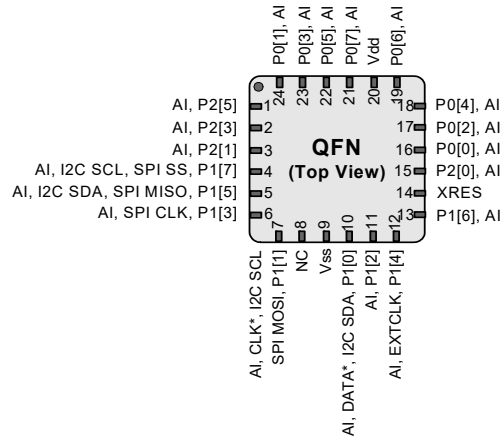 P0[1], AI
P0[3], AI
P0[5], AI
P0[7], AI
Vdd
P0[6], AI
24
23
22
21
20
19
AI, P2[5]
AI, P2[3]
AI, P2[1]
AI, I2C SCL, SPI SS, P1[7]
AI, I2C SDA, SPI MISO, P1[5]
AI, SPI CLK, P1[3]
1
2
3
4
5
6
QFN
(Top View)
18
17
16
15
14
13
P0[4], AI
P0[2], AI
P0[0], AI
P2[0], AI
XRES
P1[6], AI
7
8
9
10
11
12
AI, CLK*, I2C SCL
SPI MOSI, P1[1]
NC
Vss
AI, DATA*, I2C SDA, P1[0]
AI, P1[2]
AI, EXTCLK, P1[4]